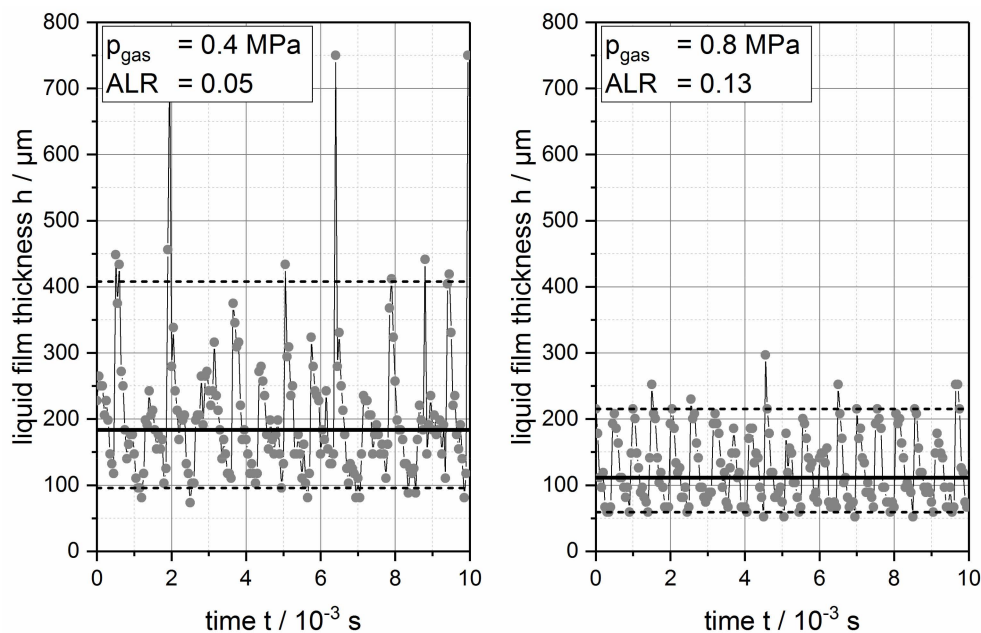 p_gas = 0.4 MPa
ALR = 0.05
800
700
600
500
400
300
200
100
0
liquid film thickness h / µm
0 2 4 6 8 10
time t / 10^-3 s
p_gas = 0.8 MPa
ALR = 0.13
800
700
600
500
400
300
200
100
0
liquid film thickness h / µm
0 2 4 6 8 10
time t / 10^-3 s